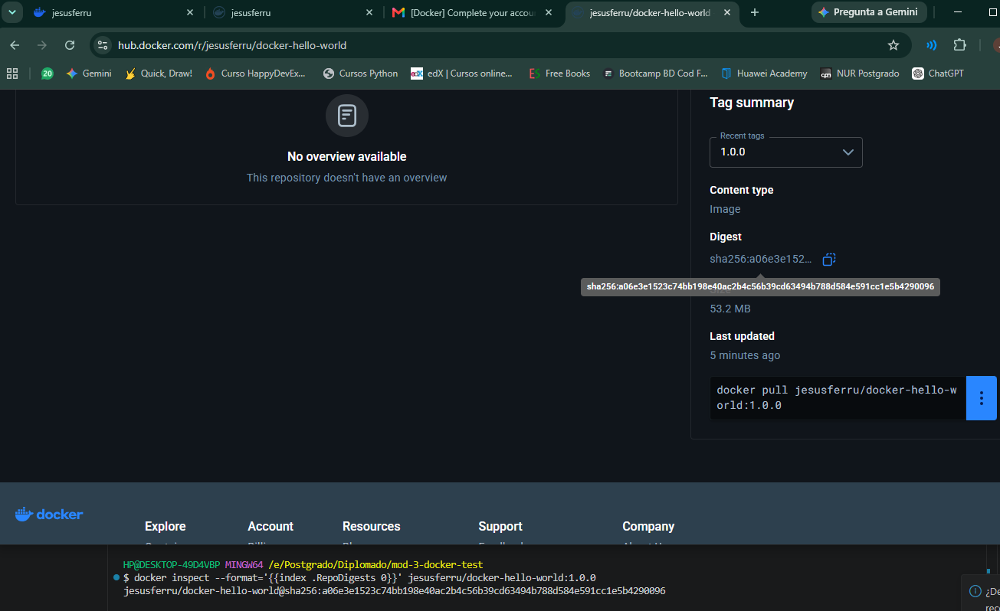 jesusferru
jesusferru
[Docker] Complete your accou
jesusferru/docker-hello-world
Pregunta a Gemini
hub.docker.com/r/jesusferru/docker-hello-world
20
Gemini
Quick, Draw!
Curso HappyDevEx...
Cursos Python
edX | Cursos online...
Free Books
Bootcamp BD Cod F...
Huawei Academy
NUR Postgrado
ChatGPT
No overview available
This repository doesn't have an overview
Tag summary
Recent tags
1.0.0
Content type
Image
Digest
sha256:a06e3e152...
sha256:a06e3e1523c74bb198e40ac2b4c56b39cd63494b788d584e591cc1e5b4290096
53.2 MB
Last updated
5 minutes ago
docker pull jesusferru/docker-hello-w
orld:1.0.0
docker
Explore
Account
Resources
Support
Company
HP@DESKTOP-49D4VBP MINGW64 /e/Postgrado/Diplomado/mod-3-docker-test
$ docker inspect --format='{{index .RepoDigests 0}}' jesusferru/docker-hello-world:1.0.0
jesusferru/docker-hello-world@sha256:a06e3e1523c74bb198e40ac2b4c56b39cd63494b788d584e591cc1e5b4290096
¿De
reco